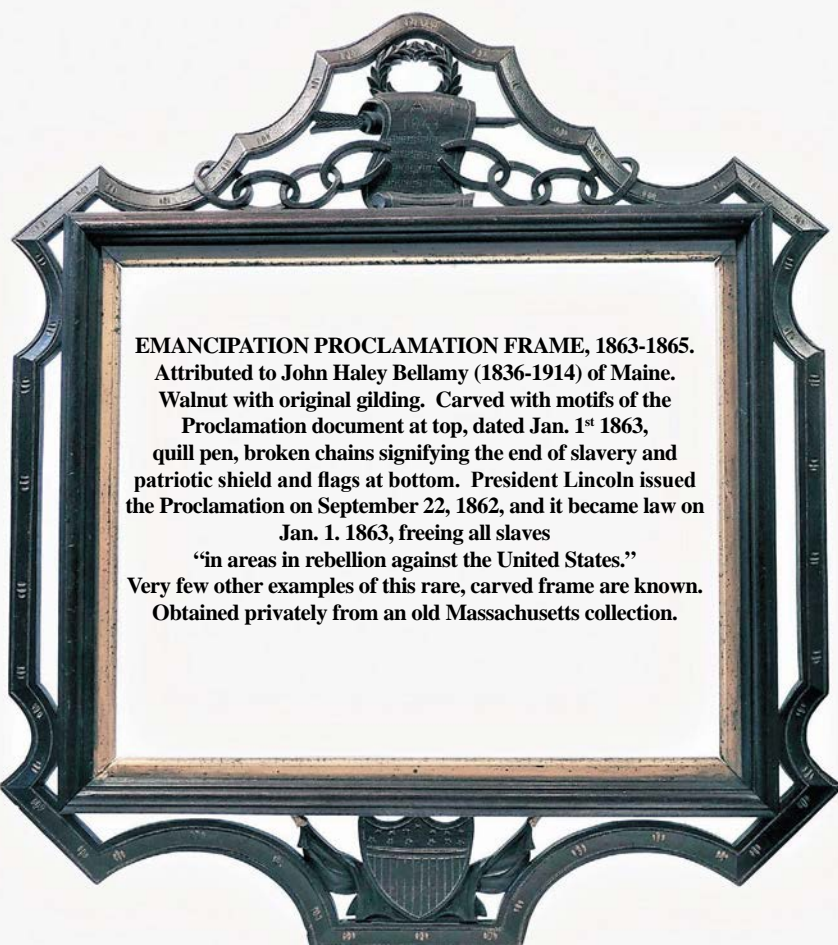 EMANCIPATION PROCLAMATION FRAME, 1863-1865.
Attributed to John Haley Bellamy (1836-1914) of Maine.
Walnut with original gilding. Carved with motifs of the
Proclamation document at top, dated Jan. 1st 1863,
quill pen, broken chains signifying the end of slavery and
patriotic shield and flags at bottom. President Lincoln issued
the Proclamation on September 22, 1862, and it became law on
Jan. 1. 1863, freeing all slaves
“in areas in rebellion against the United States.”
Very few other examples of this rare, carved frame are known.
Obtained privately from an old Massachusetts collection.